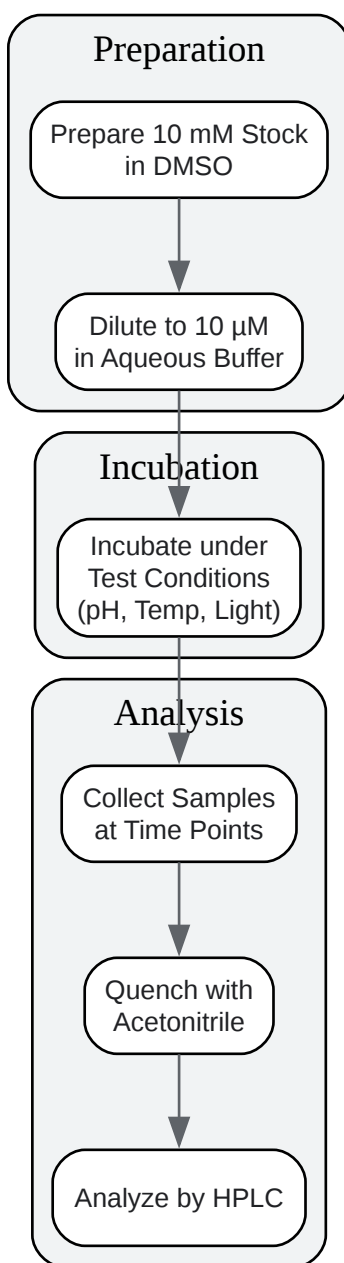 Preparation
Prepare 10 mM Stock
in DMSO
Dilute to 10 µM
in Aqueous Buffer
Incubation
Incubate under
Test Conditions
(pH, Temp, Light)
Analysis
Collect Samples
at Time Points
Quench with
Acetonitrile
Analyze by HPLC